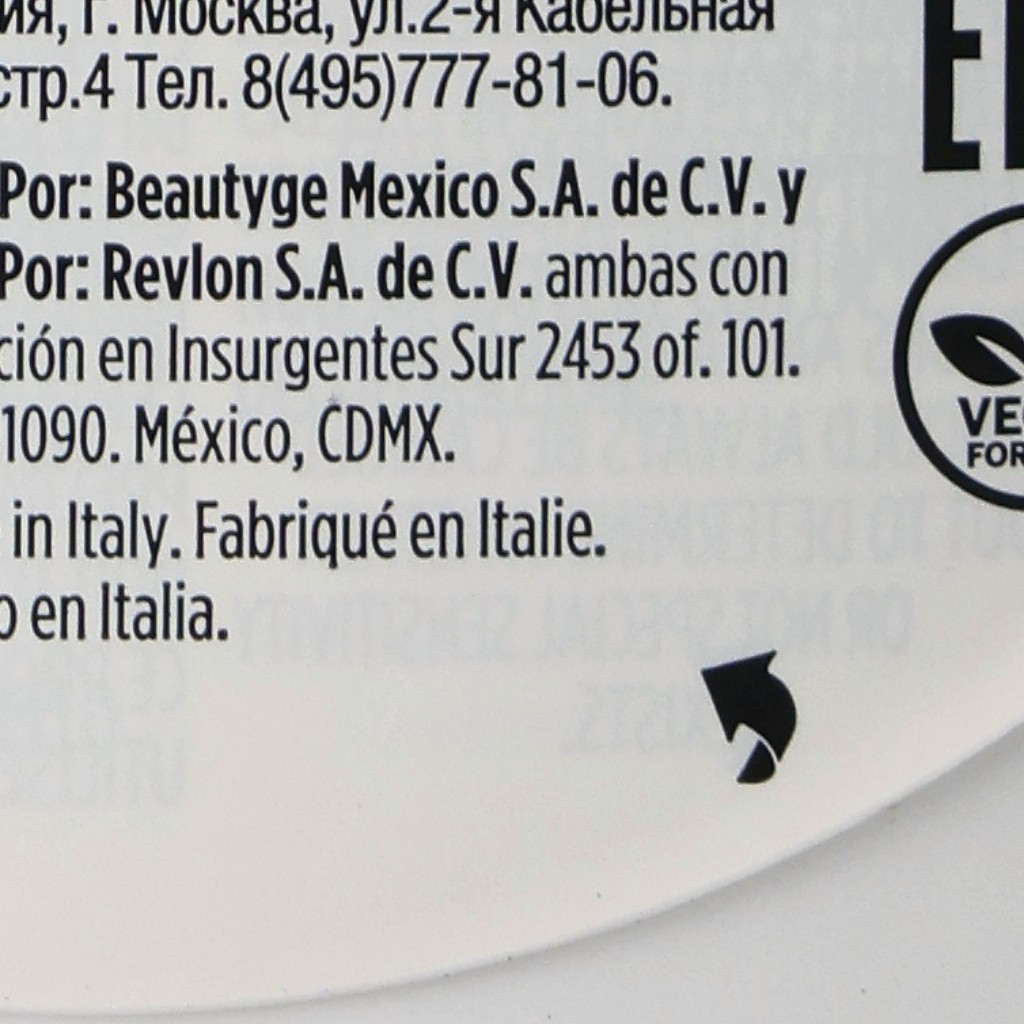 ия, г. Москва, ул.2-я Кабельная
стр.4 Тел. 8(495)777-81-06.
Por: Beautyge Mexico S.A. de C.V. y
Por: Revlon S.A. de C.V. ambas con
ción en Insurgentes Sur 2453 of. 101.
1090. México, CDMX.
in Italy. Fabriqué en Italie.
o en Italia.
VE
FOR